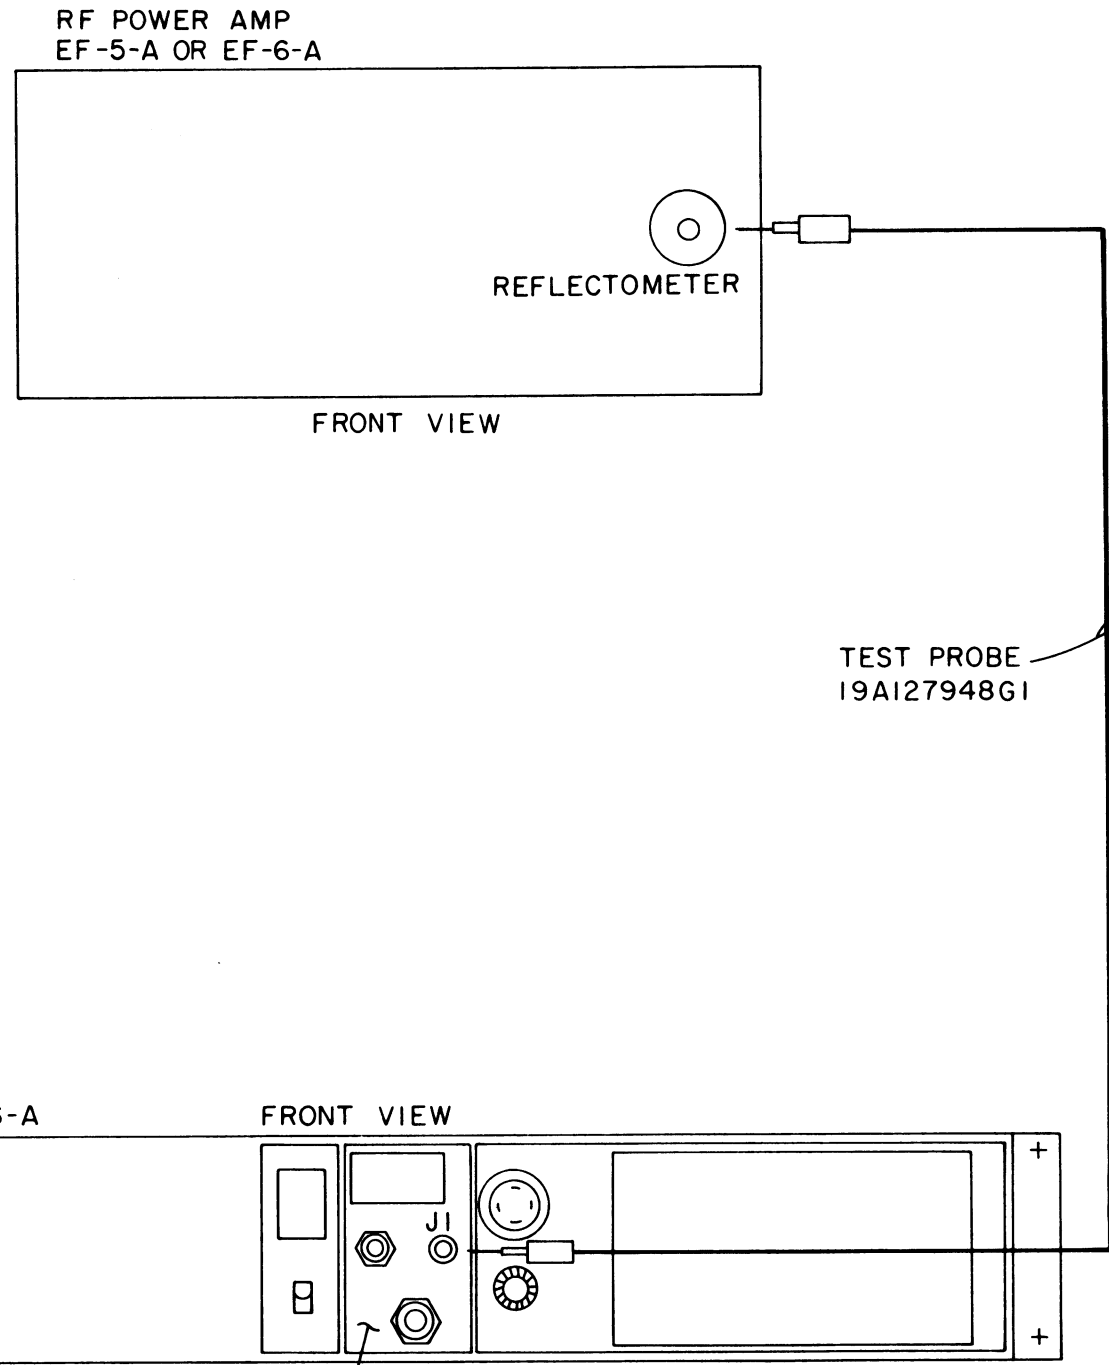 RF POWER AMP
EF-5-A OR EF-6-A
REFLECTOMETER
FRONT VIEW
TEST PROBE
19A127948G1
-A
FRONT VIEW
J1